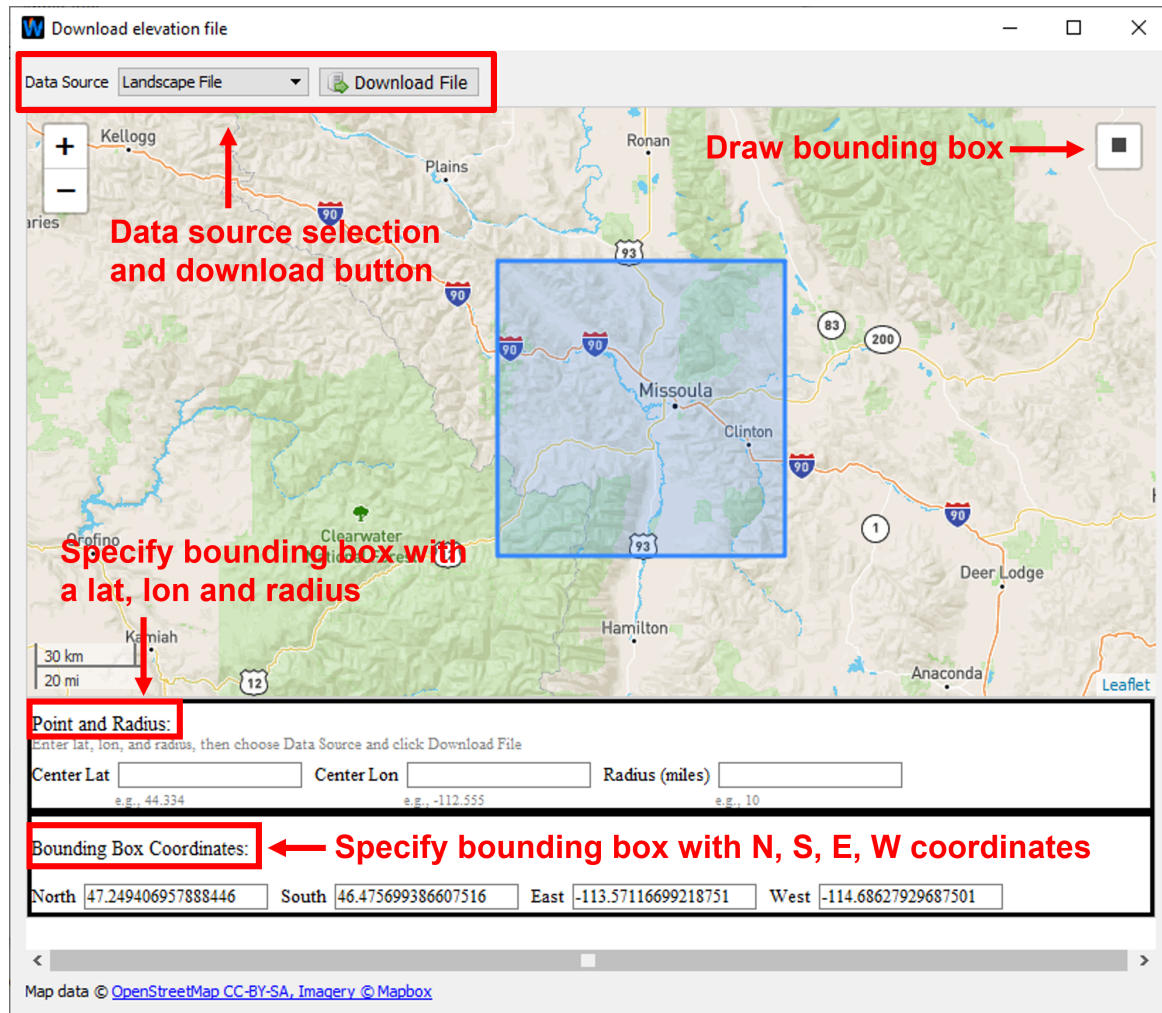 Download elevation file
Data Source Landscape File Download File
+
−
Kellogg
Plains
Ronan
Draw bounding box
aries
90
Data source selection
and download button
93
90
83
200
90
90
Missoula
Clinton
90
90
1
Orofino
Clearwater
Specify bounding box with
a lat, lon and radius
93
Deer Lodge
Kamiah
Hamilton
30 km
20 mi
12
Anaconda
Leaflet
Point and Radius:
Enter lat, lon, and radius, then choose Data Source and click Download File
Center Lat Center Lon Radius (miles)
e.g., 44.334 e.g., -112.555 e.g., 10
Bounding Box Coordinates:
Specify bounding box with N, S, E, W coordinates
North 47.249406957888446 South 46.475699386607516 East -113.57116699218751 West -114.68627929687501
Map data © OpenStreetMap CC-BY-SA, Imagery © Mapbox